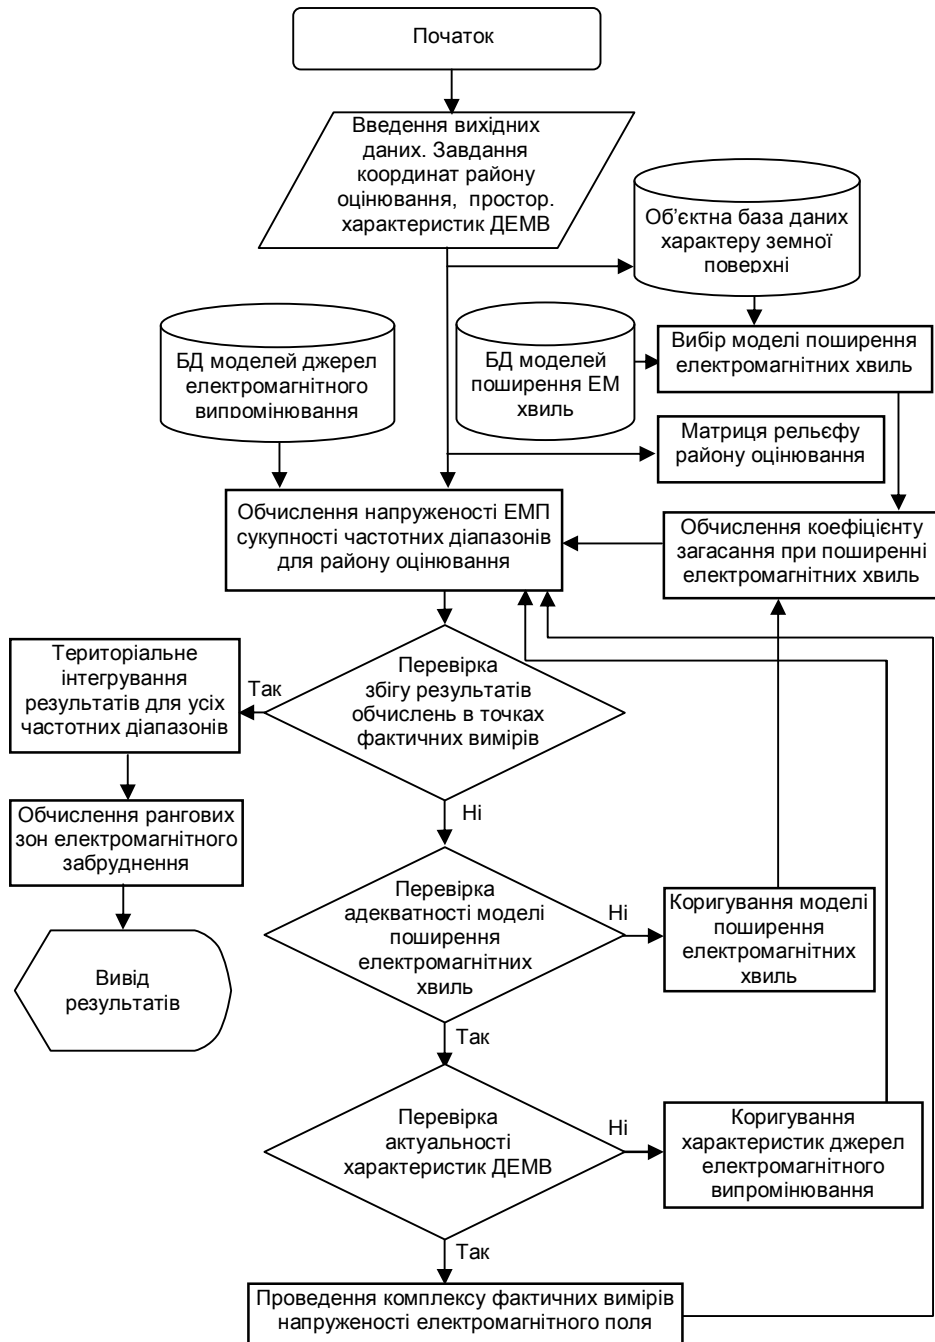 Початок
Введення вихідних
даних. Завдання
координат району
оцінювання, простор.
характеристик ДЕМВ
Об’єктна база даних
характеру земної
поверхні
БД моделей джерел
електромагнітного
випромінювання
БД моделей
поширення ЕМ
хвиль
Вибір моделі поширення
електромагнітних хвиль
Матриця рельєфу
району оцінювання
Обчислення напруженості ЕМП
сукупності частотних діапазонів
для району оцінювання
Обчислення коефіцієнту
загасання при поширенні
електромагнітних хвиль
Перевірка
збігу результатів
обчислень в точках
фактичних вимірів
Так
Територіальне
інтегрування
результатів для усіх
частотних діапазонів
Обчислення рангових
зон електромагнітного
забруднення
Вивід
результатів
Ні
Перевірка
адекватності моделі
поширення
електромагнітних
хвиль
Ні
Коригування моделі
поширення
електромагнітних
хвиль
Так
Перевірка
актуальності
характеристик ДЕМВ
Ні
Коригування
характеристик джерел
електромагнітного
випромінювання
Так
Проведення комплексу фактичних вимірів
напруженості електромагнітного поля